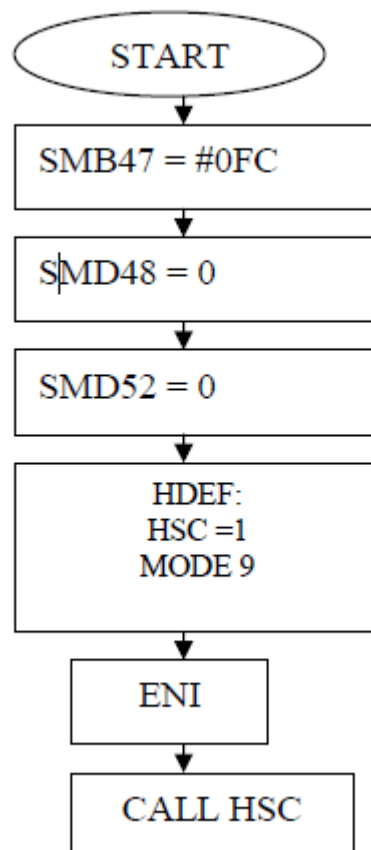 START
SMB47 = #0FC
SMD48 = 0
SMD52 = 0
HDEF:
HSC =1
MODE 9
ENI
CALL HSC